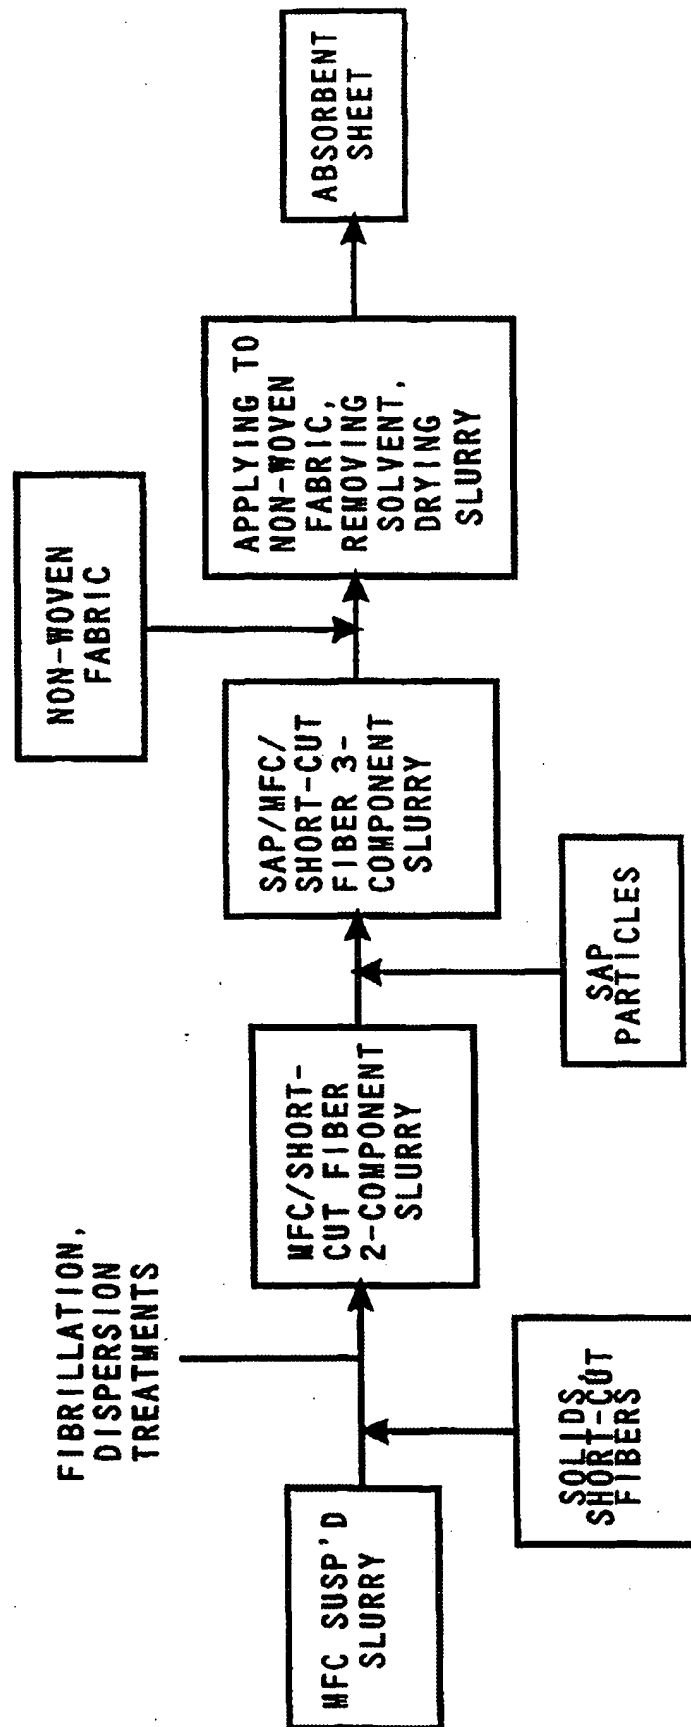 FIBRILLATION,
DISPERSION
TREATMENTS
MFC SUSP'D
SLURRY
SOLIDS,
SHORT-CUT
FIBERS
MFC/SHORT-
CUT FIBER
2-COMPONENT
SLURRY
SAP
PARTICLES
SAP/MFC/
SHORT-CUT
FIBER 3-
COMPONENT
SLURRY
NON-WOVEN
FABRIC
APPLYING TO
NON-WOVEN
FABRIC,
REMOVING
SOLVENT,
DRYING
SLURRY
ABSORBENT
SHEET